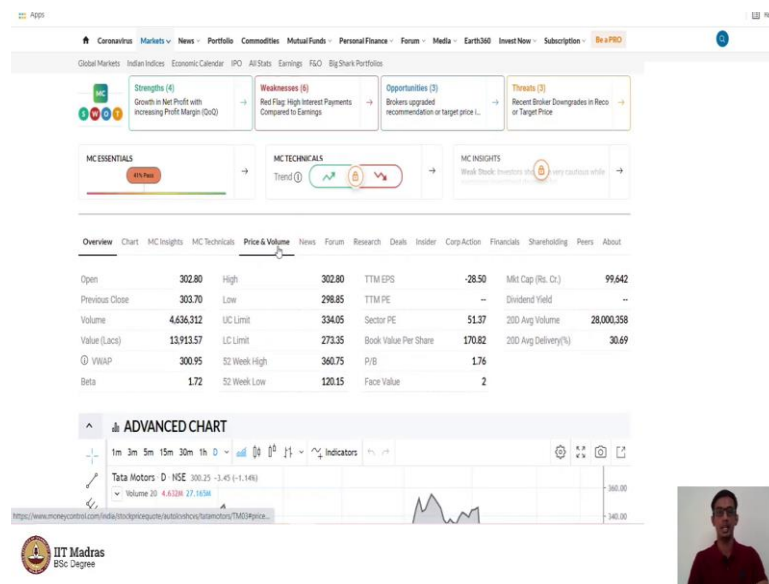 Apps
Coronavirus Markets News Portfolio Commodities Mutual Funds Personal Finance Forum Media Earth360 Invest Now Subscription Be a PRO
Global Markets Indian Indices Economic Calendar IPO All Stats Earnings F&O Big Shark Portfolios
MC
S W O T
Strengths (4)
Growth in Net Profit with
increasing Profit Margin (QoQ)
Weaknesses (6)
Red Flag: High Interest Payments
Compared to Earnings
Opportunities (3)
Brokers upgraded
recommendation or target price i...
Threats (3)
Recent Broker Downgrades in Reco
or Target Price
MC ESSENTIALS
41% Pass
MC TECHNICALS
Trend
MC INSIGHTS
Weak Stock:
Overview Chart MC Insights MC Technicals Price & Volume News Forum Research Deals Insider Corp Action Financials Shareholding Peers About
Open 302.80 High 302.80 TTM EPS -28.50 Mkt Cap (Rs. Cr.) 99,642
Previous Close 303.70 Low 298.85 TTM PE -- Dividend Yield --
Volume 4,636,312 UC Limit 334.05 Sector PE 51.37 20D Avg Volume 28,000,358
Value (Lacs) 13,913.57 LC Limit 273.35 Book Value Per Share 170.82 20D Avg Delivery(%) 30.69
VWAP 300.95 52 Week High 360.75 P/B 1.76
Beta 1.72 52 Week Low 120.15 Face Value 2
ADVANCED CHART
1m 3m 5m 15m 30m 1h D Indicators
Tata Motors · D · NSE 300.25 -3.45 (-1.14%)
Volume 20 4.632M 27.165M
360.00
340.00
https://www.moneycontrol.com/india/stockpricequote/auto-lcvshcvs/tatamotors/TM03#price...
IIT Madras
BSc Degree